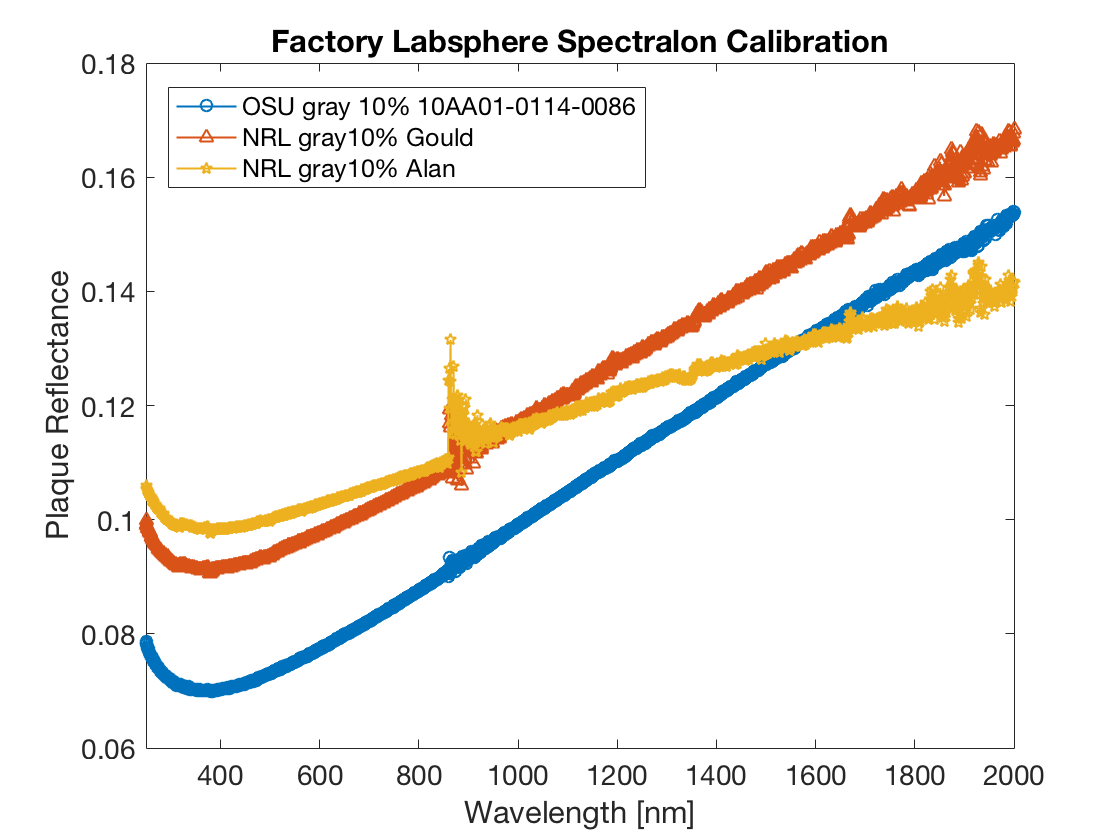 Factory Labsphere Spectralon Calibration
0.18
0.16
0.14
0.12
0.1
0.08
0.06
Plaque Reflectance
OSU gray 10% 10AA01-0114-0086
NRL gray10% Gould
NRL gray10% Alan
400 600 800 1000 1200 1400 1600 1800 2000
Wavelength [nm]